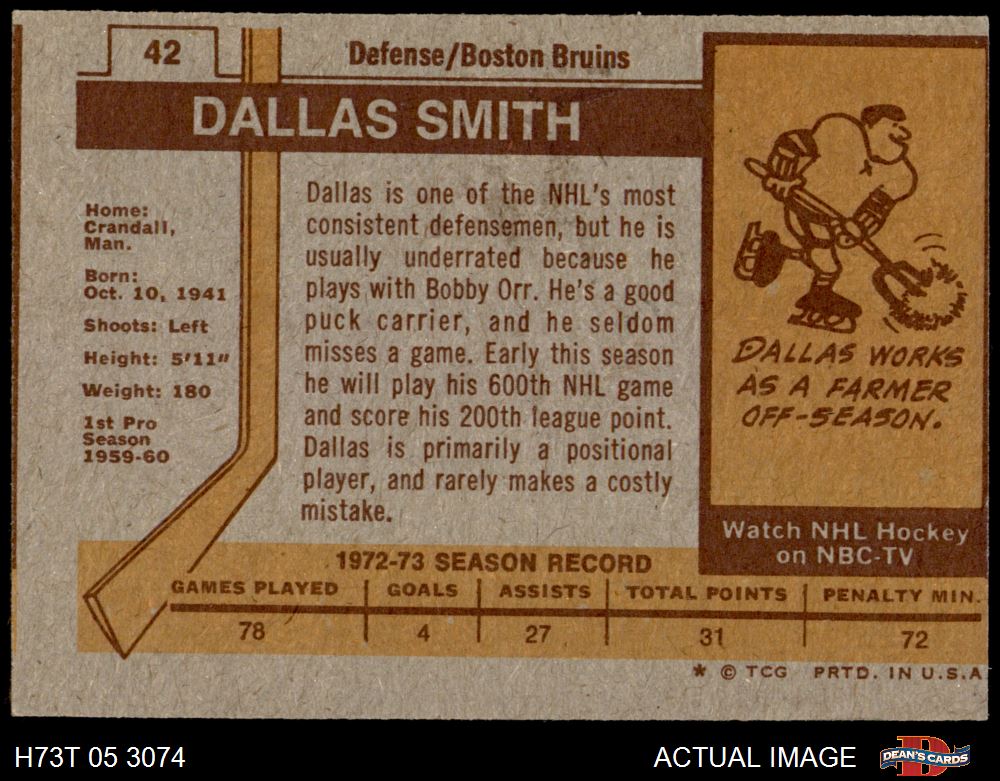 42
Defense/Boston Bruins
DALLAS SMITH
Home:
Crandall,
Man.
Born:
Oct. 10, 1941
Shoots: Left
Height: 5'11"
Weight: 180
1st Pro
Season
1959-60
Dallas is one of the NHL's most
consistent defensemen, but he is
usually underrated because he
plays with Bobby Orr. He's a good
puck carrier, and he seldom
misses a game. Early this season
he will play his 600th NHL game
and score his 200th league point.
Dallas is primarily a positional
player, and rarely makes a costly
mistake.
DALLAS WORKS
AS A FARMER
OFF-SEASON.
Watch NHL Hockey
on NBC-TV
1972-73 SEASON RECORD
GAMES PLAYED GOALS ASSISTS TOTAL POINTS PENALTY MIN.
78 4 27 31 72
* © TCG PRTD. IN U.S.A
H73T 05 3074
ACTUAL IMAGE
DEAN'S CARDS